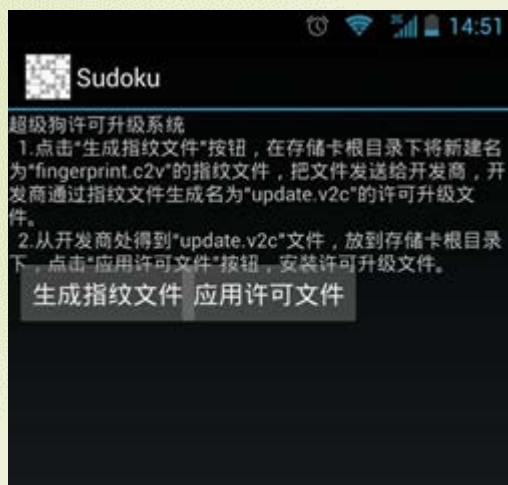 3G 14:51
Sudoku
超级狗许可升级系统
1.点击"生成指纹文件"按钮，在存储卡根目录下将新建名
为"fingerprint.c2v"的指纹文件，把文件发送给开发商，开
发商通过指纹文件生成名为"update.v2c"的许可升级文
件。
2.从开发商处得到"update.v2c"文件，放到存储卡根目录
下，点击"应用许可文件"按钮，安装许可升级文件。
生成指纹文件 应用许可文件